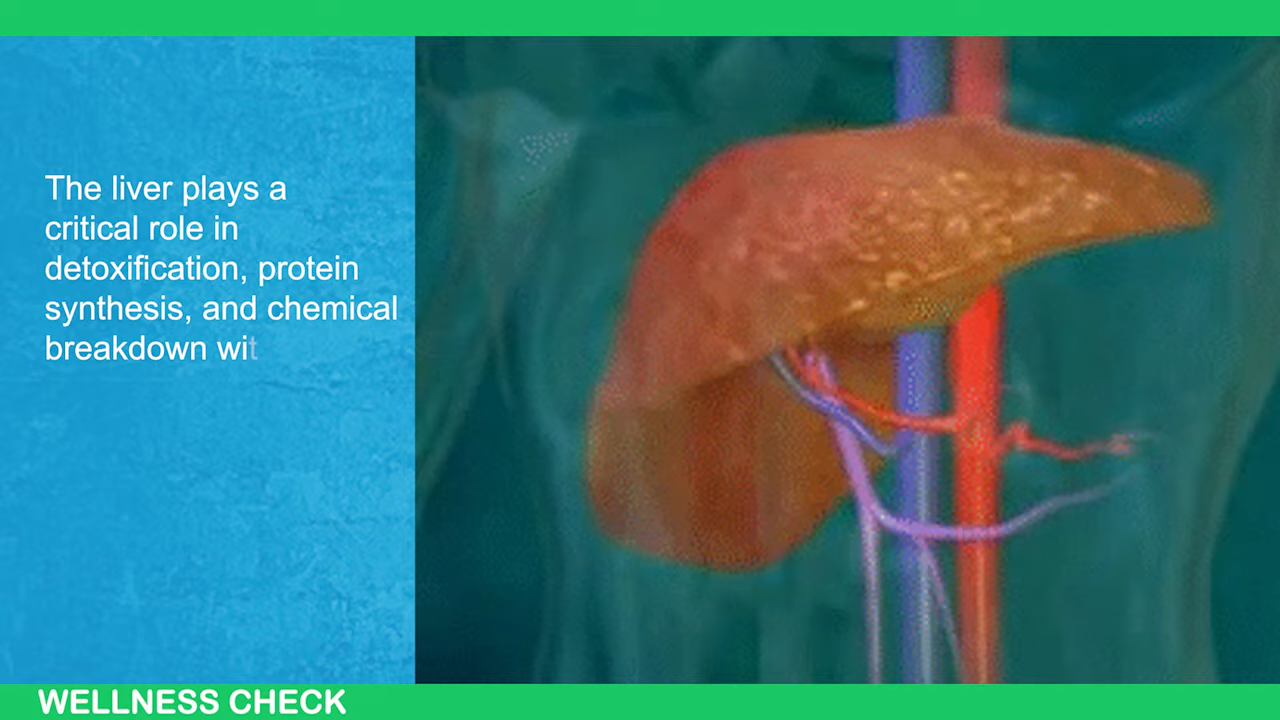 The liver plays a
critical role in
detoxification, protein
synthesis, and chemical
breakdown wit
WELLNESS CHECK